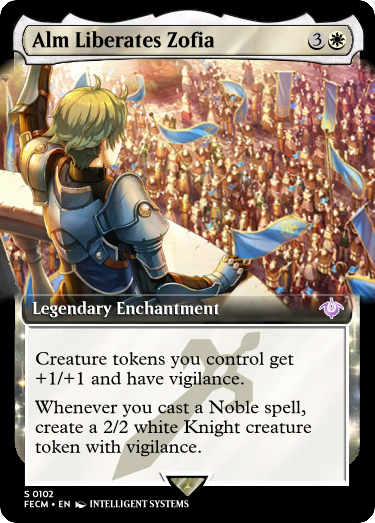 Alm Liberates Zofia 3
Legendary Enchantment
Creature tokens you control get
+1/+1 and have vigilance.
Whenever you cast a Noble spell,
create a 2/2 white Knight creature
token with vigilance.
S 0102
FECM • EN INTELLIGENT SYSTEMS